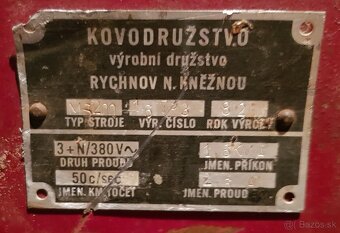 KOVODRUŽSTVO
výrobní družstvo
RYCHNOV N. KNĚŽNOU
TYP STROJE VÝR. ČÍSLO ROK VÝROBY
3+N/380V~
DRUH PROUDU JMEN. PŘÍKON
50c/sec
JMEN. KMITOČET JMEN. PROUD
Bazos.sk